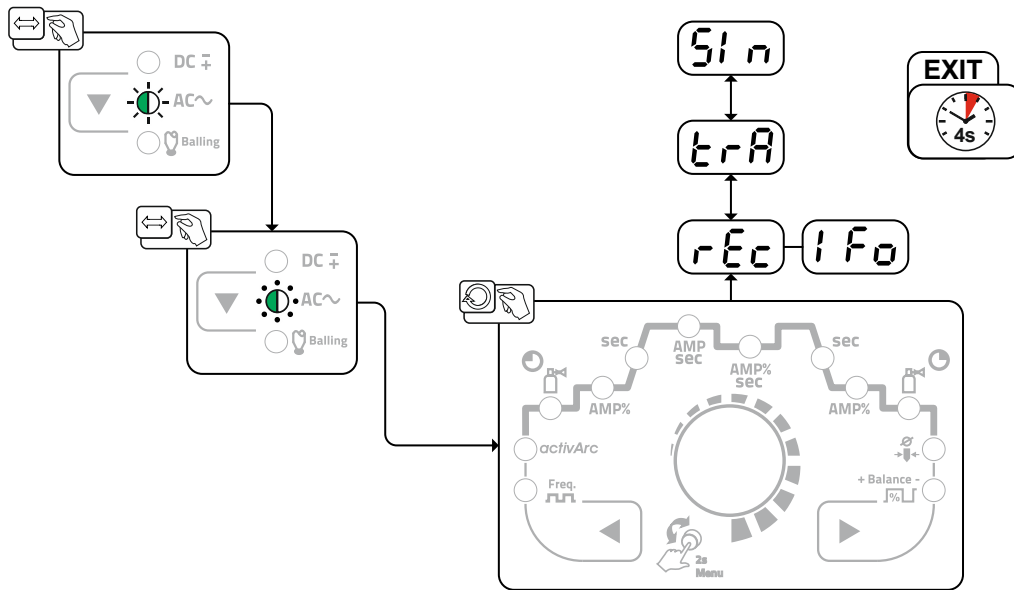 DC
AC
Balling
DC
AC
Balling
SIn
trA
rEc
IFo
EXIT
4s
sec
AMP
sec
AMP%
sec
sec
AMP%
AMP%
activArc
Freq.
+ Balance -
%
2s
Menu